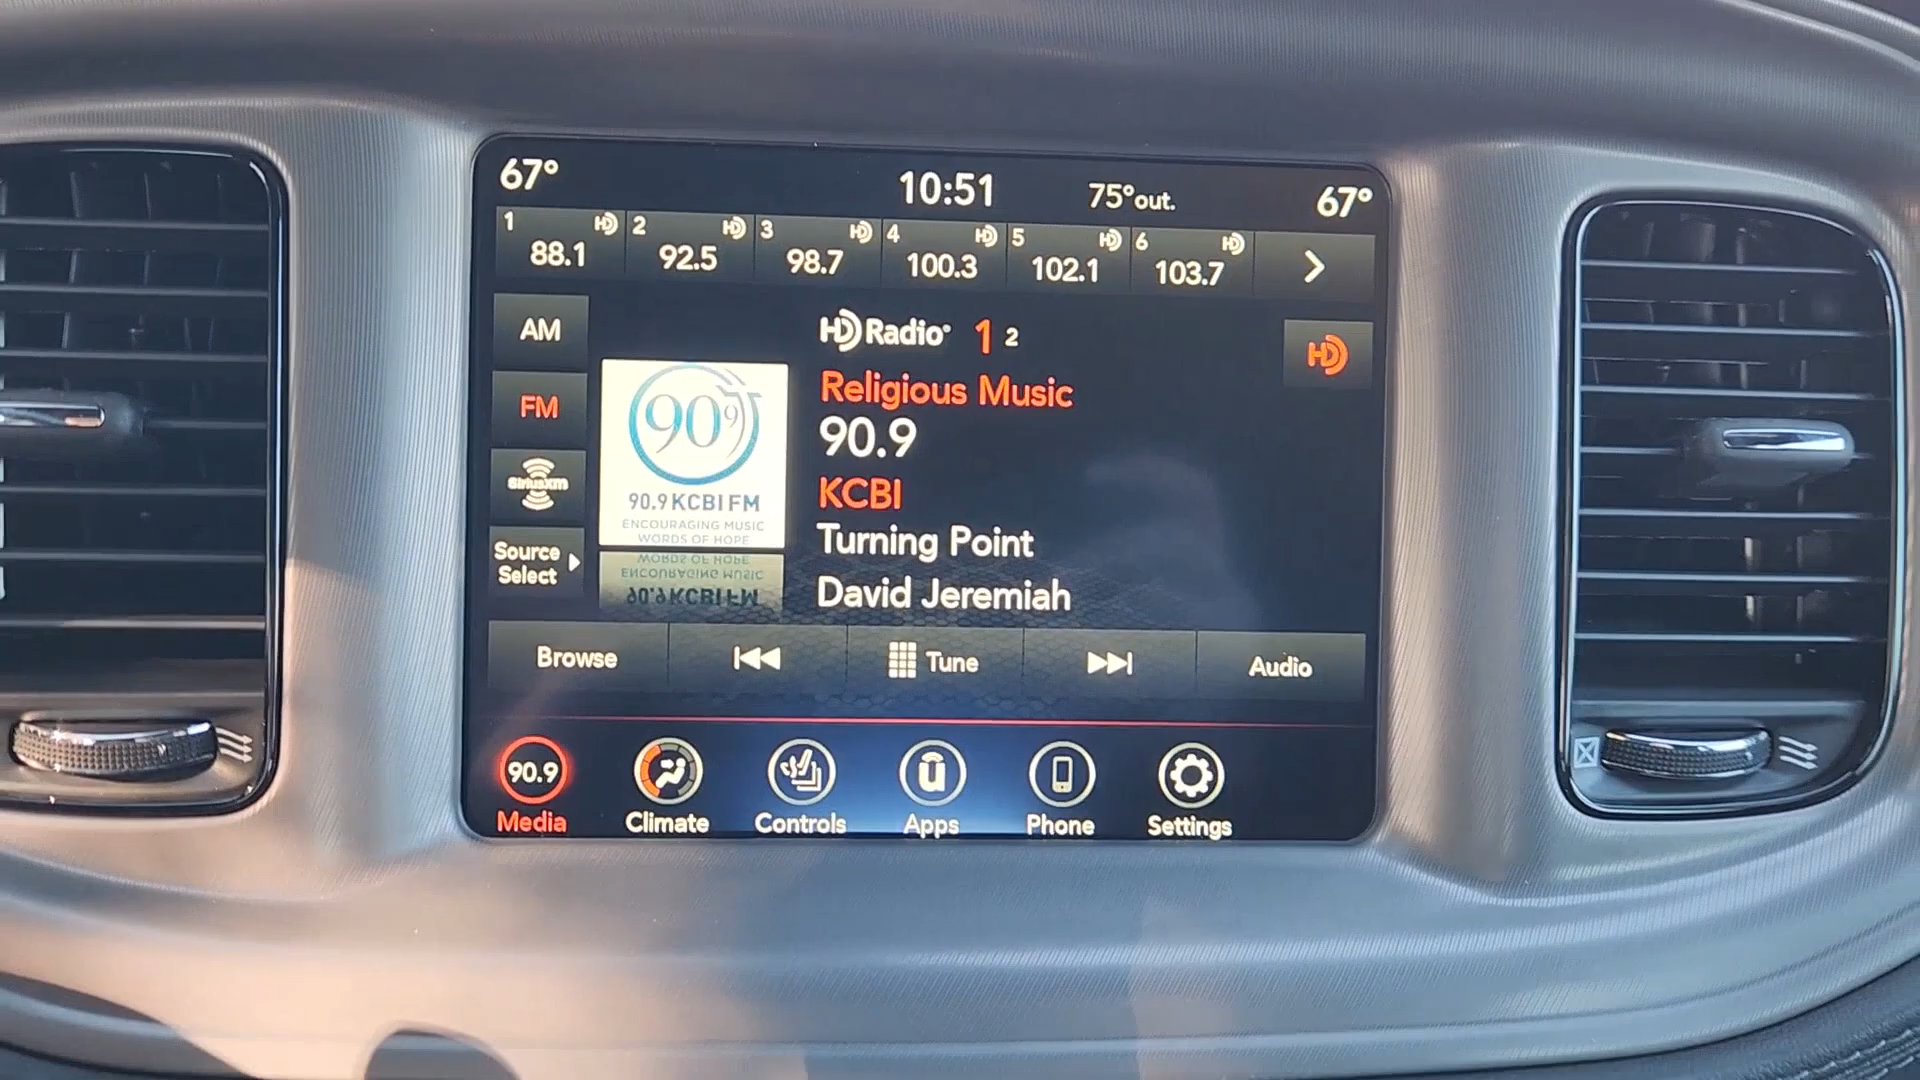 67° 10:51 75° out. 67°
1 88.1 2 92.5 3 98.7 4 100.3 5 102.1 6 103.7
AM
FM
SiriusXM
Source
Select
909
90.9 KCBI FM
ENCOURAGING MUSIC
WORDS OF HOPE
HD Radio 1 2
HD
Religious Music
90.9
KCBI
Turning Point
David Jeremiah
Browse Tune Audio
90.9
Media Climate Controls Apps Phone Settings